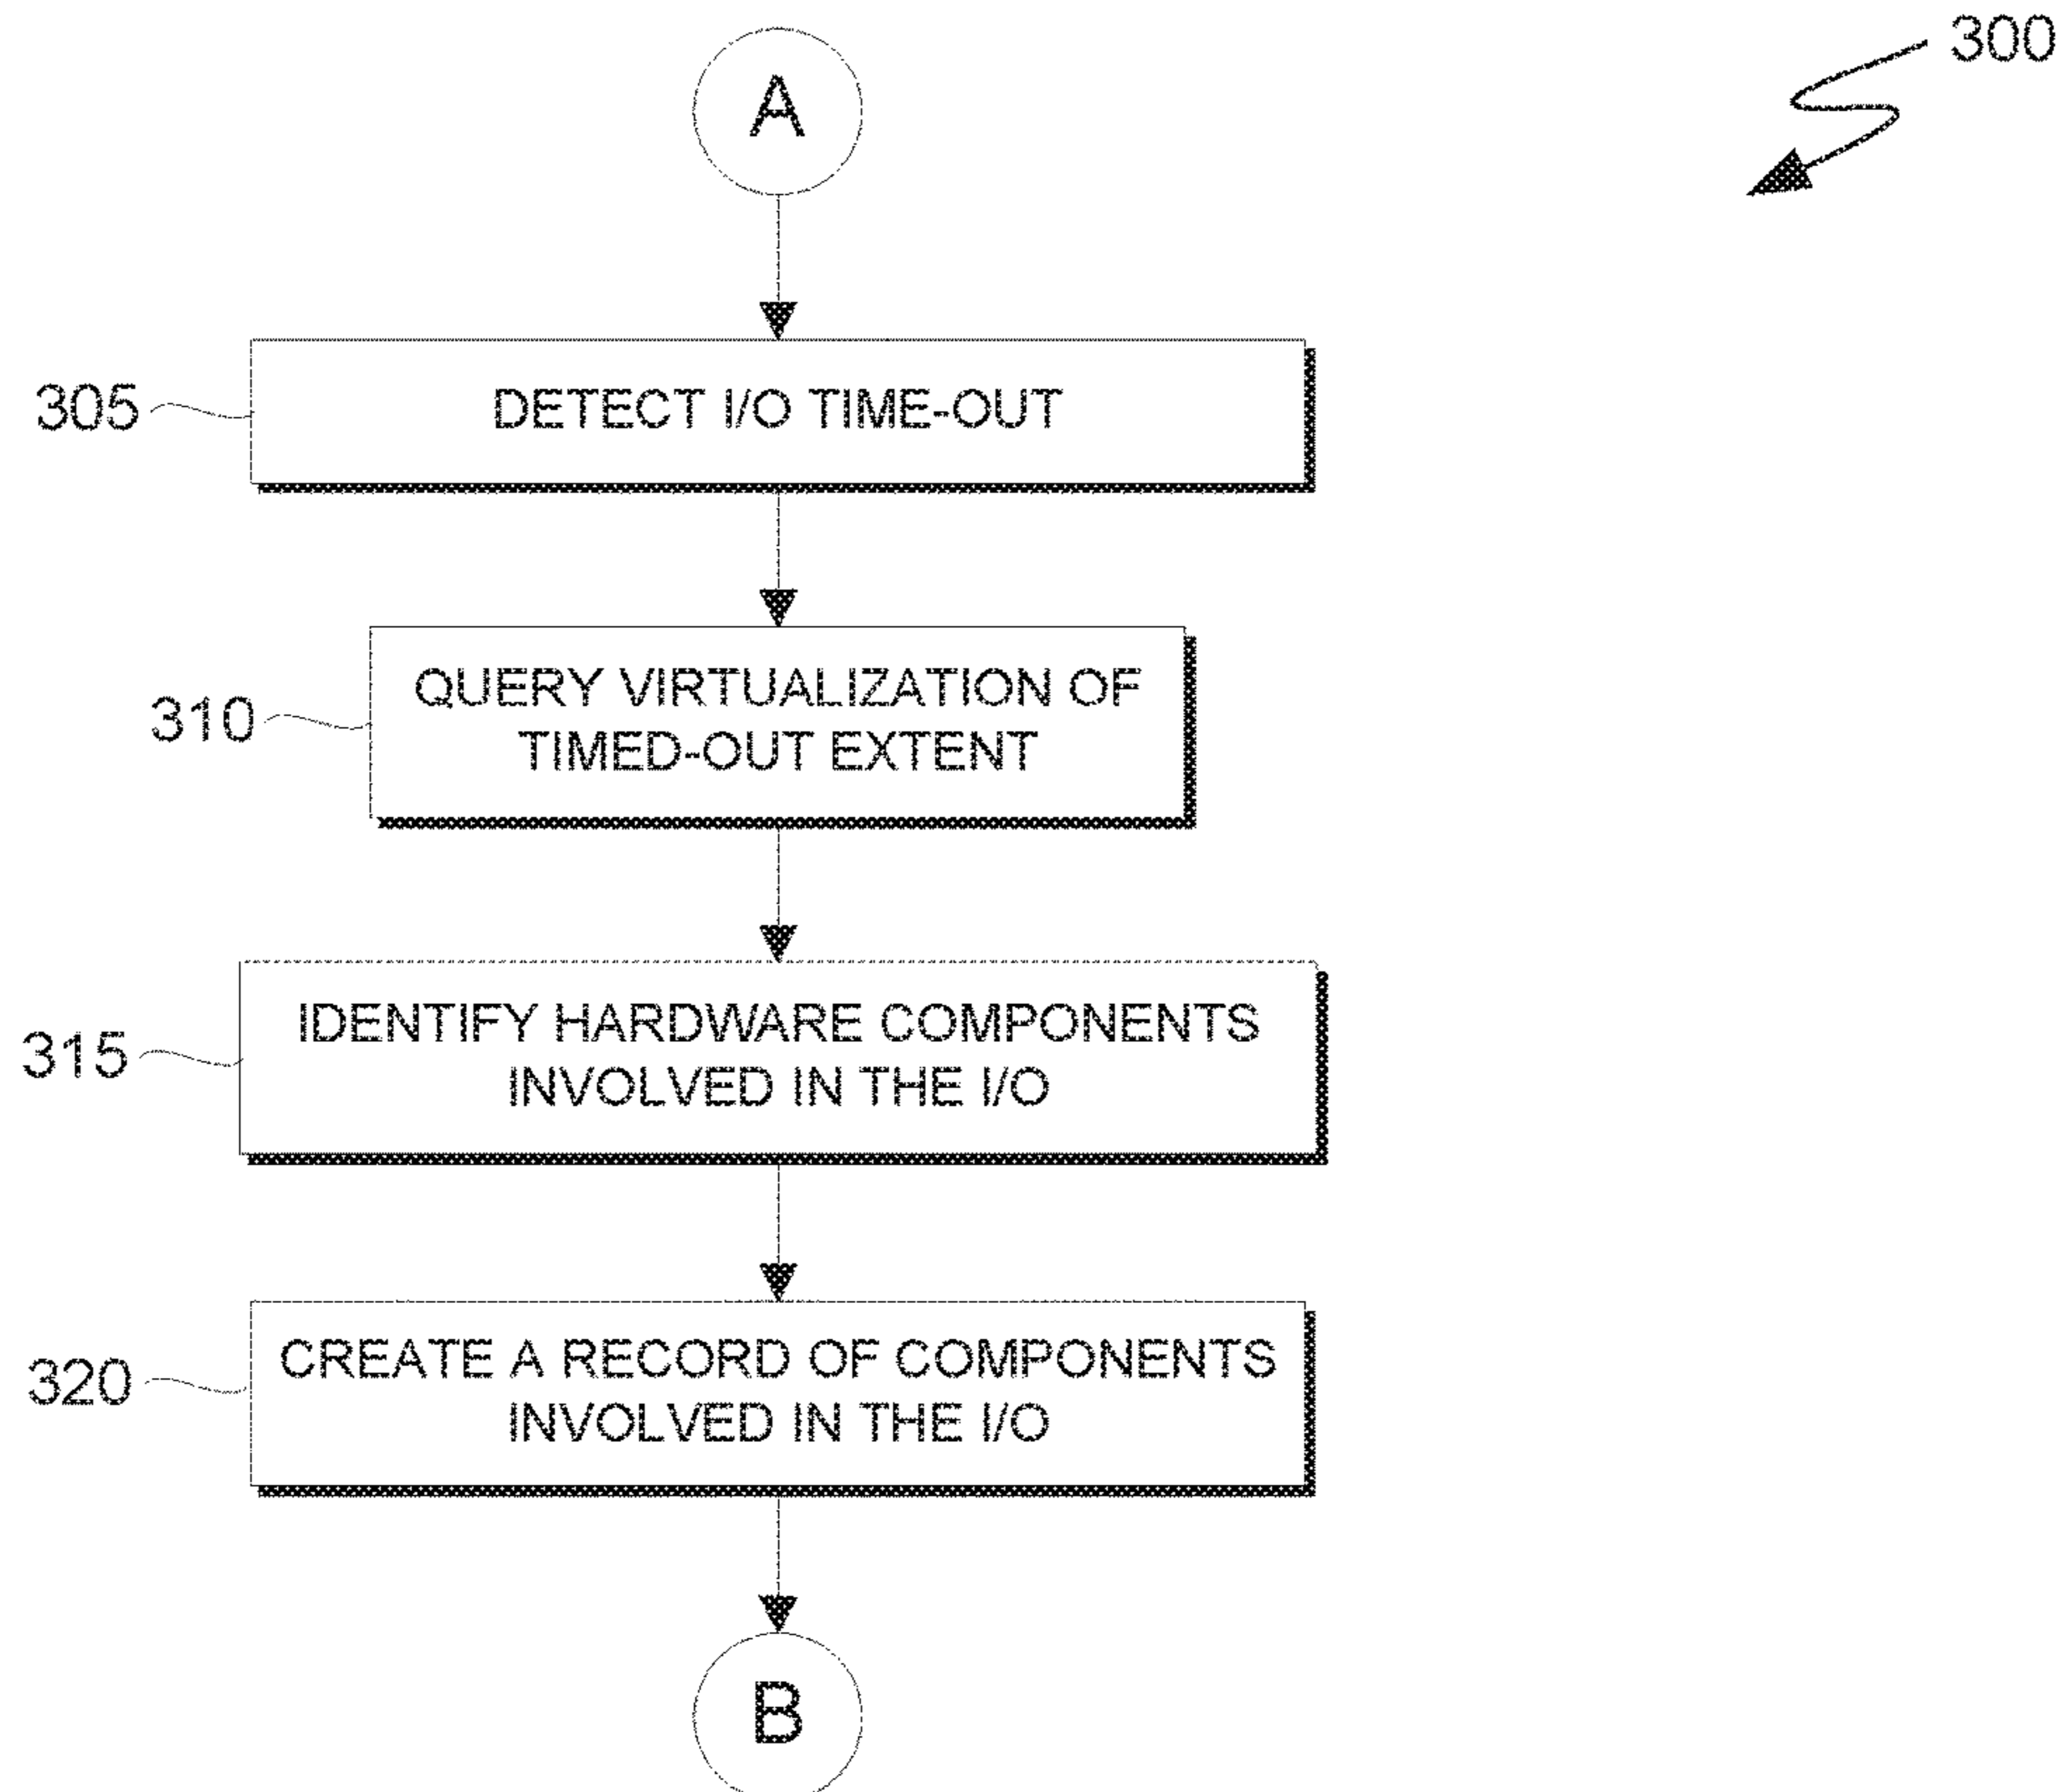 300
A
305
DETECT I/O TIME-OUT
310
QUERY VIRTUALIZATION OF
TIMED-OUT EXTENT
315
IDENTIFY HARDWARE COMPONENTS
INVOLVED IN THE I/O
320
CREATE A RECORD OF COMPONENTS
INVOLVED IN THE I/O
B